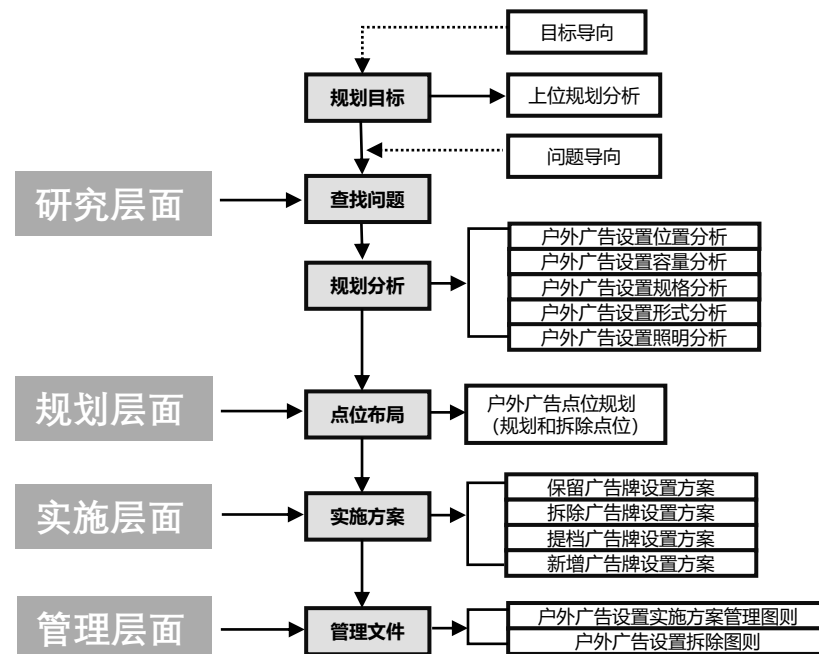 目标导向
规划目标
上位规划分析
问题导向
研究层面
查找问题
户外广告设置位置分析
户外广告设置容量分析
规划分析
户外广告设置规格分析
户外广告设置形式分析
户外广告设置照明分析
规划层面
点位布局
户外广告点位规划
（规划和拆除点位）
实施层面
实施方案
保留广告牌设置方案
拆除广告牌设置方案
提档广告牌设置方案
新增广告牌设置方案
管理层面
管理文件
户外广告设置实施方案管理图则
户外广告设置拆除图则